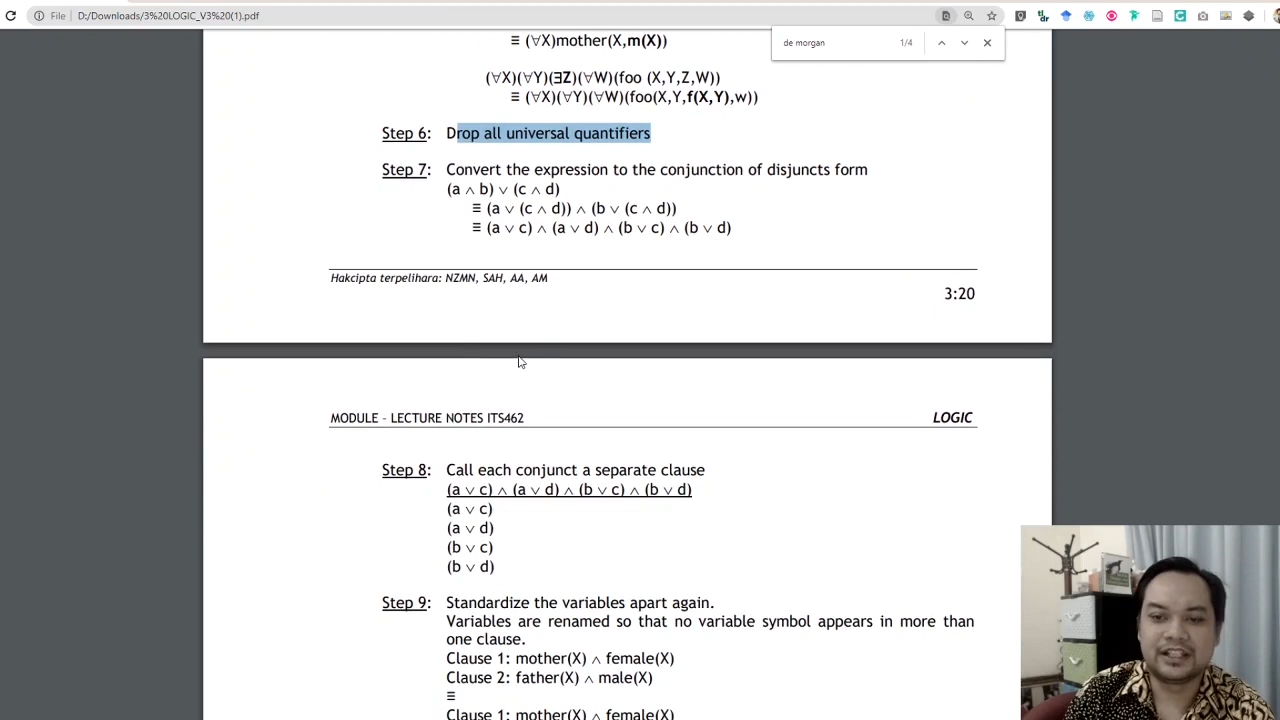 File
D:/Downloads/3%20LOGIC_V3%20(1).pdf
de morgan
1/4
≡ (∀X)mother(X,m(X))
(∀X)(∀Y)(∃Z)(∀W)(foo (X,Y,Z,W))
≡ (∀X)(∀Y)(∀W)(foo(X,Y,f(X,Y),w))
Step 6: Drop all universal quantifiers
Step 7: Convert the expression to the conjunction of disjuncts form
(a ∧ b) ∨ (c ∧ d)
≡ (a ∨ (c ∧ d)) ∧ (b ∨ (c ∧ d))
≡ (a ∨ c) ∧ (a ∨ d) ∧ (b ∨ c) ∧ (b ∨ d)
Hakcipta terpelihara: NZMN, SAH, AA, AM
3:20
MODULE – LECTURE NOTES ITS462 LOGIC
Step 8: Call each conjunct a separate clause
(a ∨ c) ∧ (a ∨ d) ∧ (b ∨ c) ∧ (b ∨ d)
(a ∨ c)
(a ∨ d)
(b ∨ c)
(b ∨ d)
Step 9: Standardize the variables apart again.
Variables are renamed so that no variable symbol appears in more than
one clause.
Clause 1: mother(X) ∧ female(X)
Clause 2: father(X) ∧ male(X)
≡
Clause 1: mother(X) ∧ female(X)